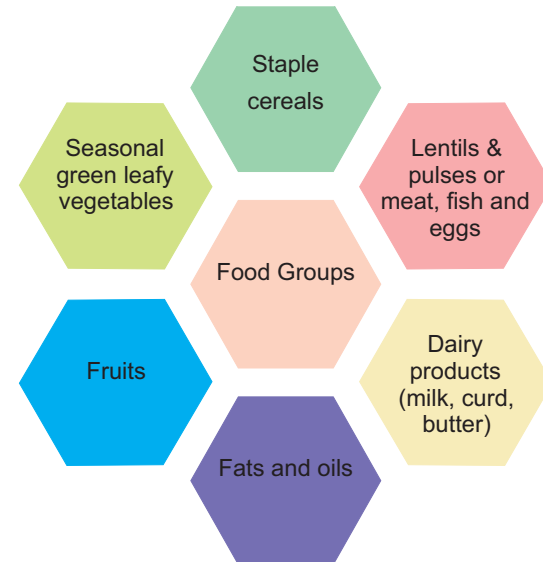 Staple
cereals
Seasonal
green leafy
vegetables
Lentils &
pulses or
meat, fish and
eggs
Food Groups
Fruits
Dairy
products
(milk, curd,
butter)
Fats and oils